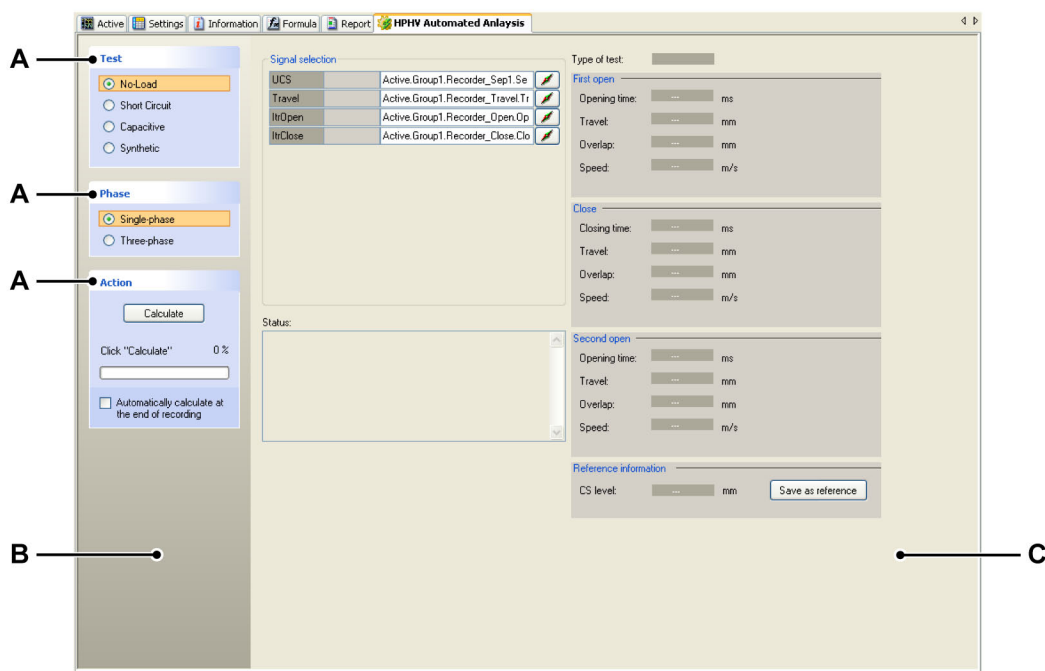 Active Settings Information Formula Report HPHV Automated Anlaysis
A Test
No-Load
Short Circuit
Capacitive
Synthetic
A Phase
Single-phase
Three-phase
A Action
Calculate
Click "Calculate" 0 %
Automatically calculate at
the end of recording
B
Signal selection
UCS Active.Group1.Recorder_Sep1.Se
Travel Active.Group1.Recorder_Travel.Tr
ItrOpen Active.Group1.Recorder_Open.Op
ItrClose Active.Group1.Recorder_Close.Clo
Status:
Type of test:
First open
Opening time: --- ms
Travel: --- mm
Overlap: --- mm
Speed: --- m/s
Close
Closing time: --- ms
Travel: --- mm
Overlap: --- mm
Speed: --- m/s
Second open
Opening time: --- ms
Travel: --- mm
Overlap: --- mm
Speed: --- m/s
Reference information
CS level: --- mm Save as reference
C